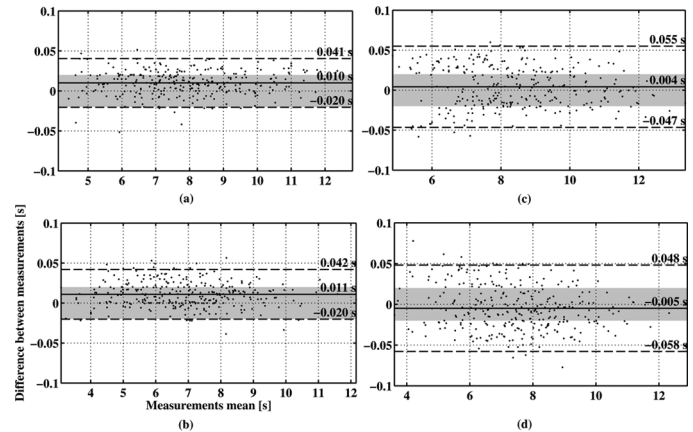 0.1
0.05
0
−0.05
−0.1
0.041 s
0.010 s
−0.020 s
5 6 7 8 9 10 11 12
(a)
0.1
0.05
0
−0.05
−0.1
0.055 s
0.004 s
−0.047 s
6 8 10 12
(c)
Difference between measurements [s]
0.1
0.05
0
−0.05
−0.1
0.042 s
0.011 s
−0.020 s
4 5 6 7 8 9 10 11 12
Measurements mean [s]
(b)
0.1
0.05
0
−0.05
−0.1
0.048 s
−0.005 s
−0.058 s
4 6 8 10 12
(d)